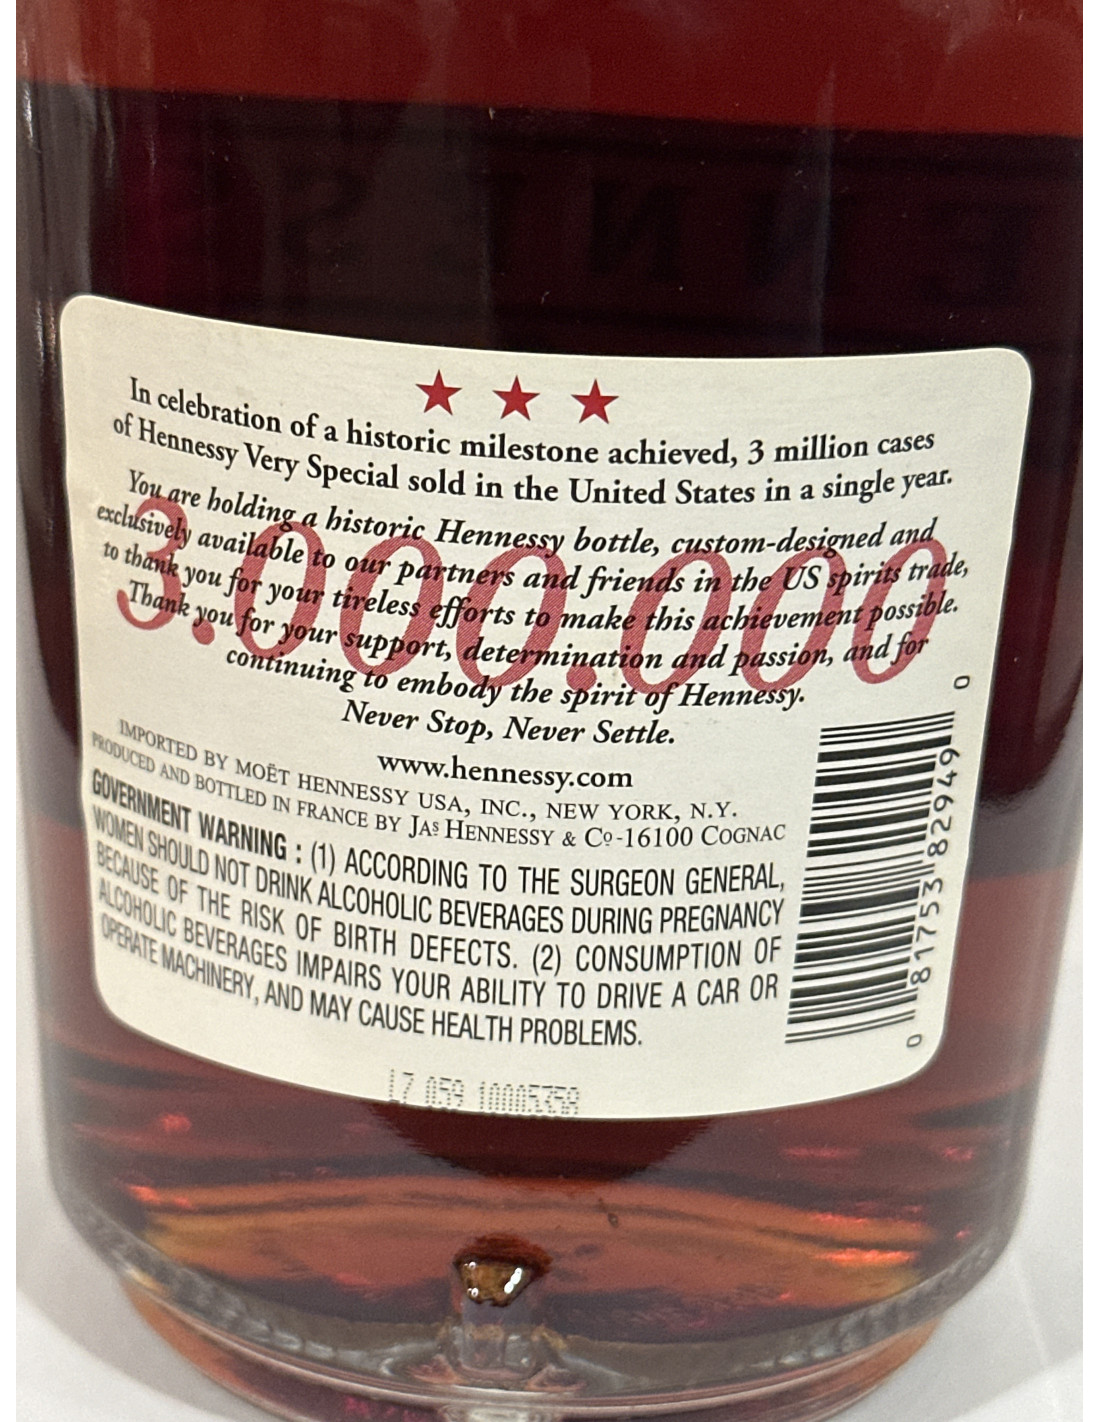 In celebration of a historic milestone achieved, 3 million cases
of Hennessy Very Special sold in the United States in a single year.
You are holding a historic Hennessy bottle, custom-designed and
exclusively available to our partners and friends in the US spirits trade,
to thank you for your tireless efforts to make this achievement possible.
Thank you for your support, determination and passion, and for
continuing to embody the spirit of Hennessy.
Never Stop, Never Settle.
3.000.000
www.hennessy.com
IMPORTED BY MOËT HENNESSY USA, INC., NEW YORK, N.Y.
PRODUCED AND BOTTLED IN FRANCE BY JAS HENNESSY & Cº -16100 COGNAC
GOVERNMENT WARNING : (1) ACCORDING TO THE SURGEON GENERAL,
WOMEN SHOULD NOT DRINK ALCOHOLIC BEVERAGES DURING PREGNANCY
BECAUSE OF THE RISK OF BIRTH DEFECTS. (2) CONSUMPTION OF
ALCOHOLIC BEVERAGES IMPAIRS YOUR ABILITY TO DRIVE A CAR OR
OPERATE MACHINERY, AND MAY CAUSE HEALTH PROBLEMS.
0 81753 82949 0
L7 059 10005358